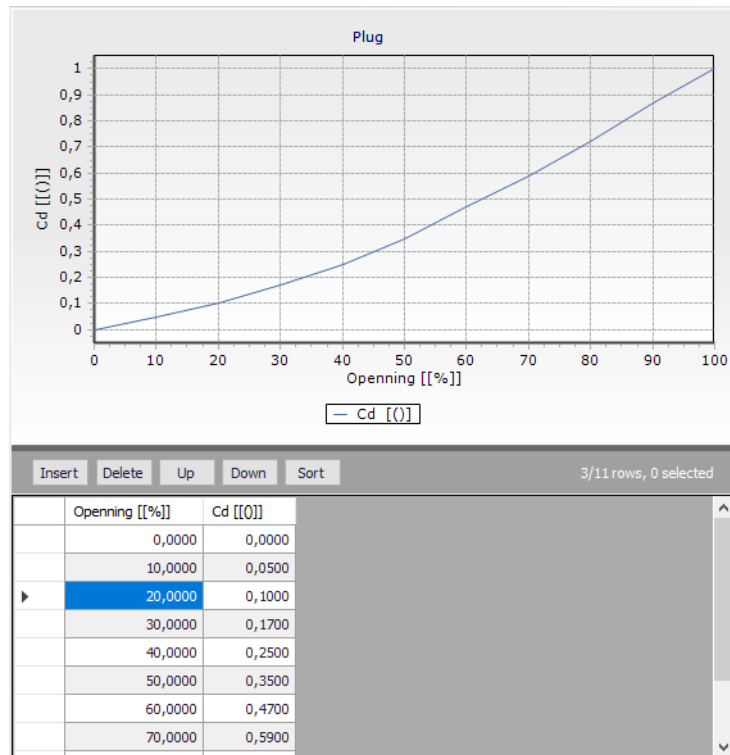 Plug
1
0,9
0,8
0,7
0,6
0,5
0,4
0,3
0,2
0,1
0
Cd [[()]]
0 10 20 30 40 50 60 70 80 90 100
Openning [[%]]
Cd [()]
Insert Delete Up Down Sort 3/11 rows, 0 selected
Openning [[%]] Cd [[()]]
0,0000 0,0000
10,0000 0,0500
20,0000 0,1000
30,0000 0,1700
40,0000 0,2500
50,0000 0,3500
60,0000 0,4700
70,0000 0,5900